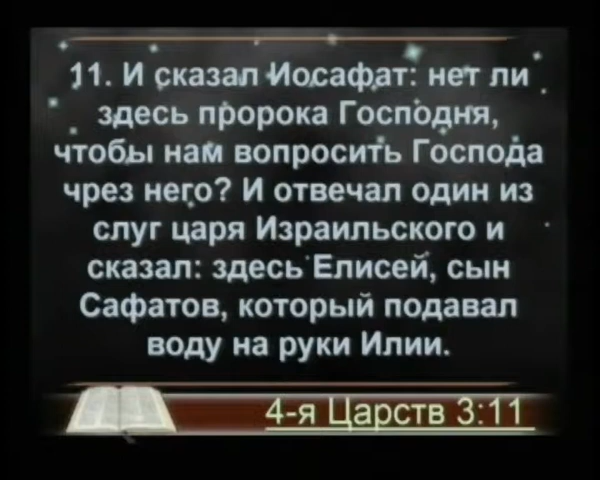 11. И сказал Иосафат: нет ли
здесь пророка Господня,
чтобы нам вопросить Господа
чрез него? И отвечал один из
слуг царя Израильского и
сказал: здесь Елисей, сын
Сафатов, который подавал
воду на руки Илии.
4-я Царств 3:11